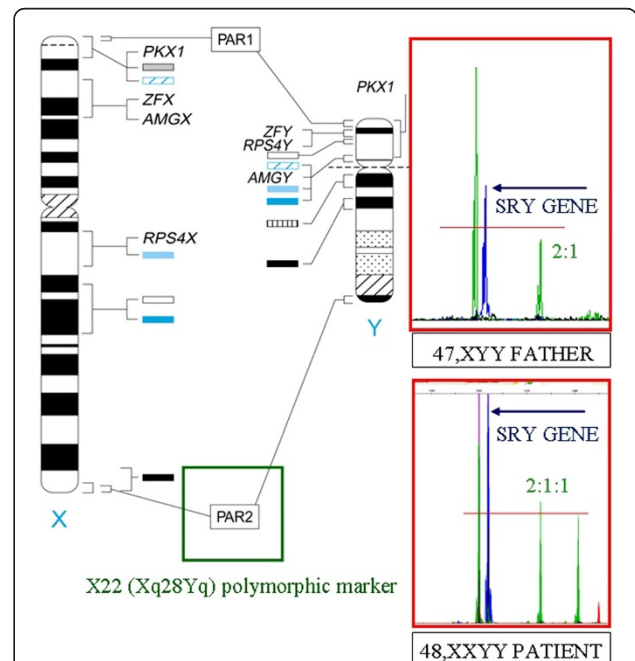 PAR1
PKX1
ZFX
AMGX
RPS4X
X
PKX1
ZFY
RPS4Y
AMGY
Y
PAR2
X22 (Xq28Yq) polymorphic marker
SRY GENE
2:1
47,XYY FATHER
SRY GENE
2:1:1
48,XXYY PATIENT